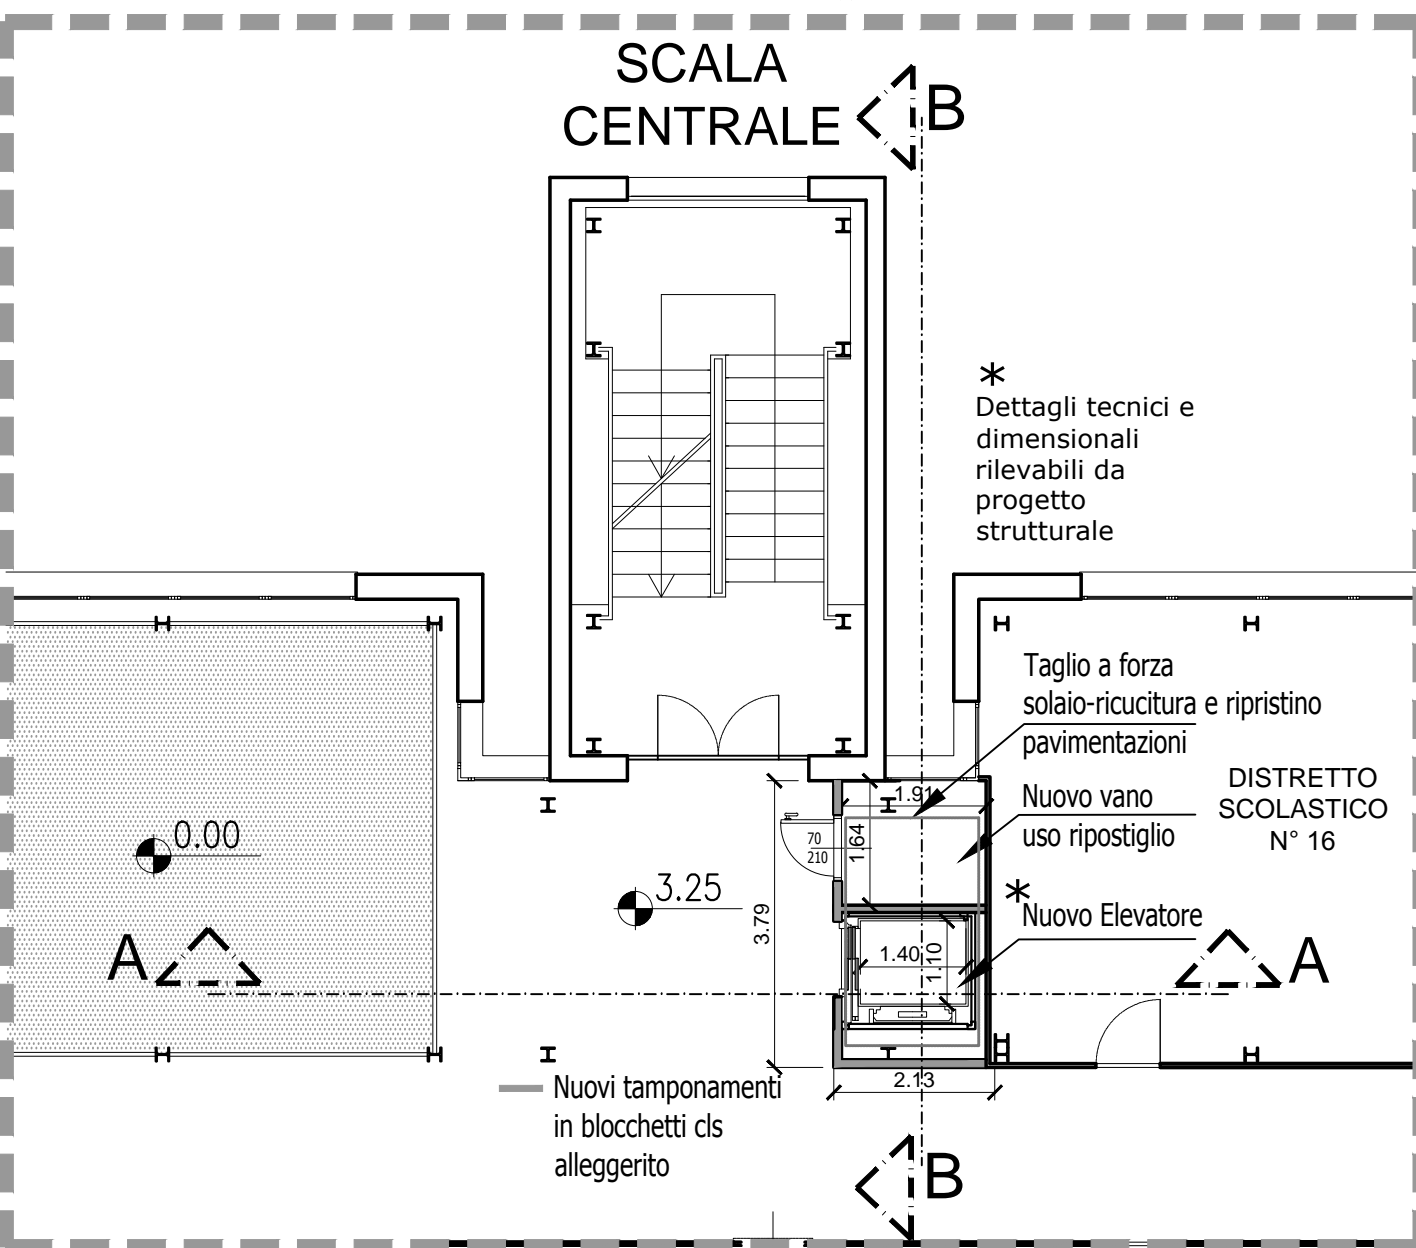 SCALA
CENTRALE
B
*
Dettagli tecnici e
dimensionali
rilevabili da
progetto
strutturale
Taglio a forza
solaio-ricucitura e ripristino
pavimentazioni
DISTRETTO
SCOLASTICO
N° 16
Nuovo vano
uso ripostiglio
1.91
1.64
70
210
0.00
3.25
3.79
*
Nuovo Elevatore
1.40
1.10
A
A
2.13
Nuovi tamponamenti
in blocchetti cls
alleggerito
B